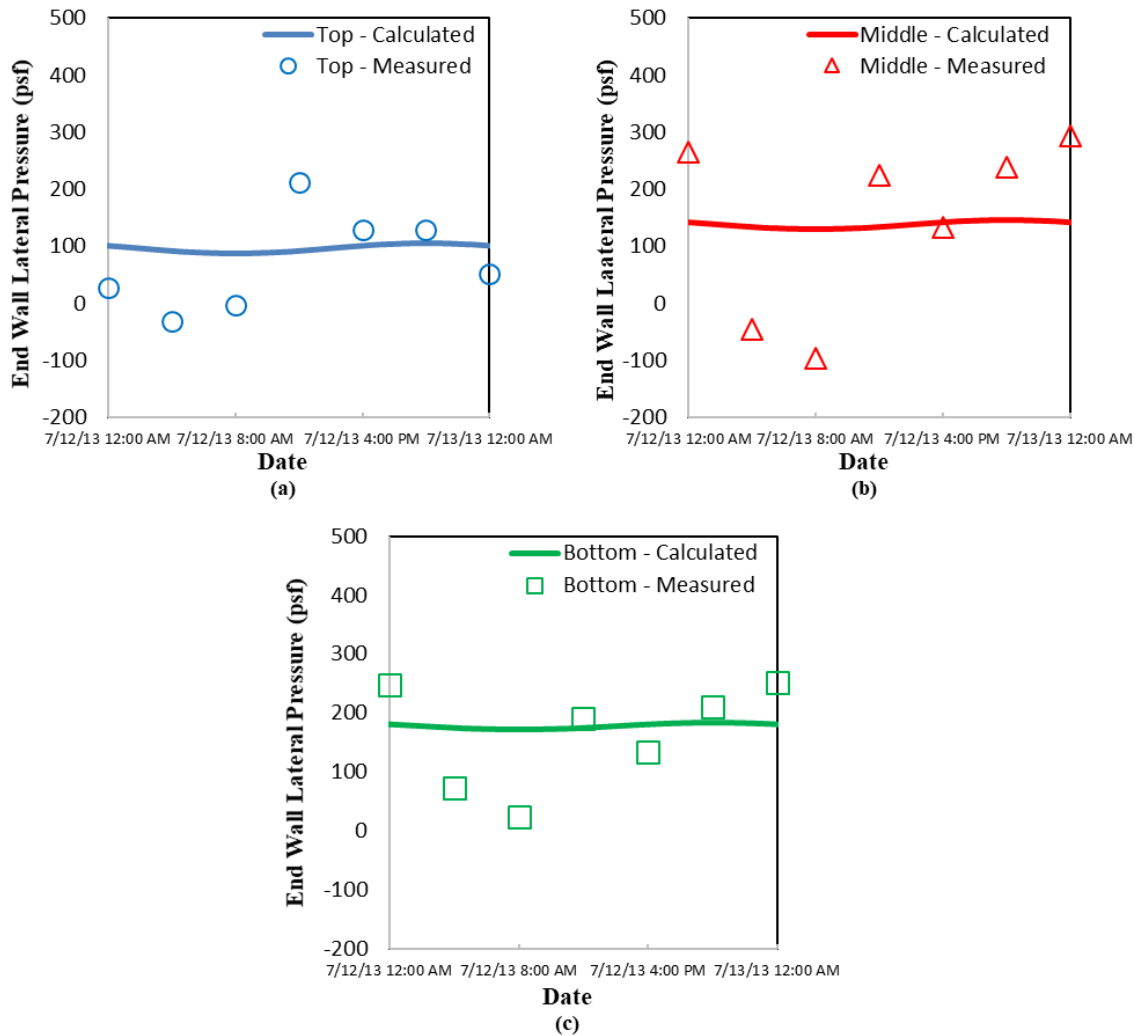 End Wall Lateral Pressure (psf)
500
400
300
200
100
0
-100
-200
Top - Calculated
Top - Measured
7/12/13 12:00 AM
7/12/13 8:00 AM
7/12/13 4:00 PM
7/13/13 12:00 AM
Date
(a)
End Wall Laateral Pressure (psf)
500
400
300
200
100
0
-100
-200
Middle - Calculated
Middle - Measured
7/12/13 12:00 AM
7/12/13 8:00 AM
7/12/13 4:00 PM
7/13/13 12:00 AM
Date
(b)
End Wall Lateral Pressure (psf)
500
400
300
200
100
0
-100
-200
Bottom - Calculated
Bottom - Measured
7/12/13 12:00 AM
7/12/13 8:00 AM
7/12/13 4:00 PM
7/13/13 12:00 AM
Date
(c)